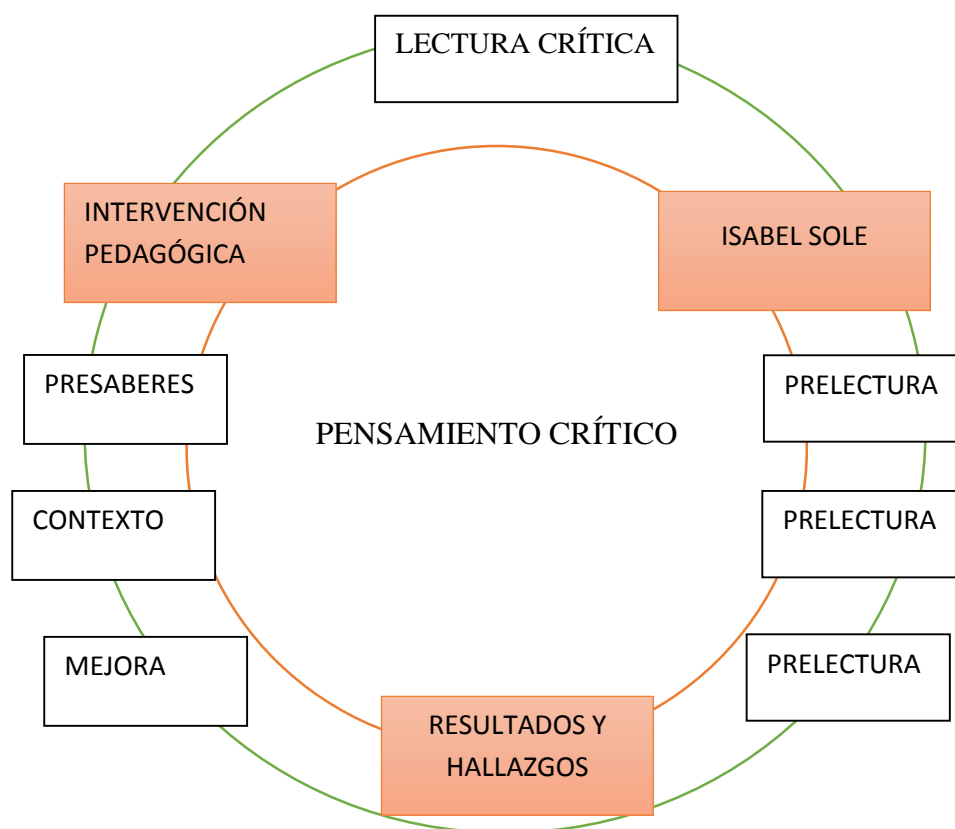 LECTURA CRÍTICA
INTERVENCIÓN
PEDAGÓGICA
ISABEL SOLE
PRESABERES
PRELECTURA
PENSAMIENTO CRÍTICO
CONTEXTO
PRELECTURA
MEJORA
PRELECTURA
RESULTADOS Y
HALLAZGOS